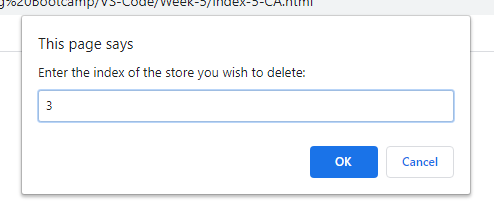 g%20Bootcamp/VS-Code/Week-5/Index-5-CA.html
This page says
Enter the index of the store you wish to delete:
3
OK Cancel